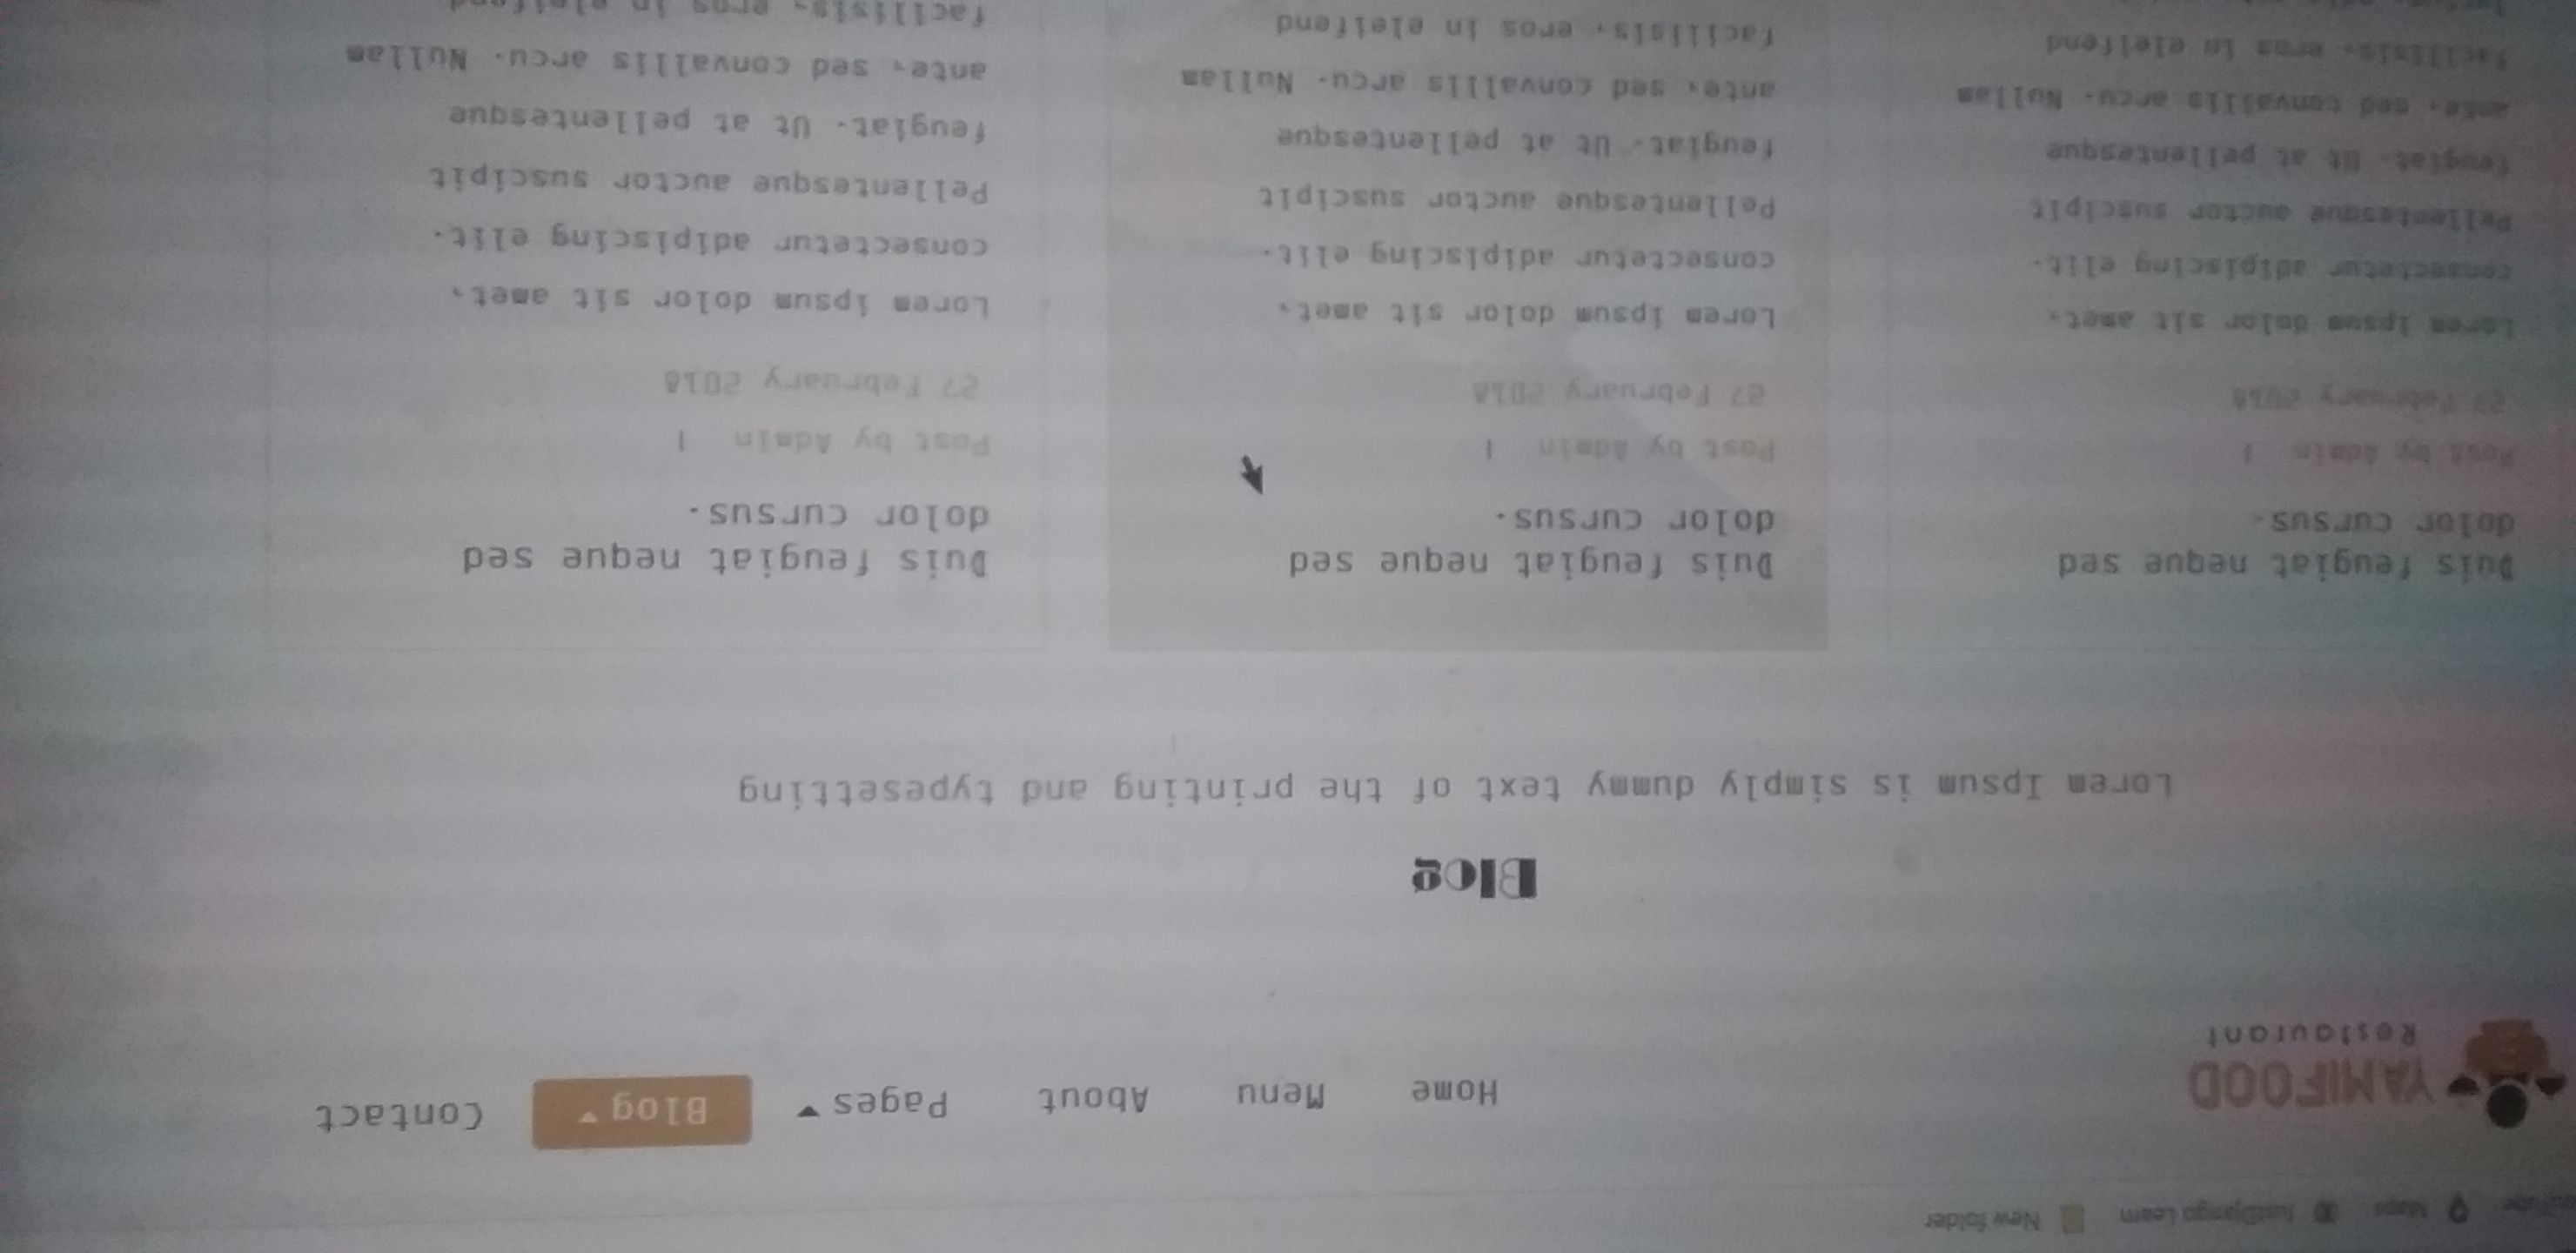 Maps JustDjango Learn New folder
YAMIFOOD
Restaurant
Home Menu About Pages Blog Contact
Blog
Lorem Ipsum is simply dummy text of the printing and typesetting
Duis feugiat neque sed
dolor cursus.
Post by Admin |
27 February 2018
Lorem ipsum dolor sit amet,
consectetur adipiscing elit.
Pellentesque auctor suscipit
feugiat. Ut at pellentesque
ante, sed convallis arcu. Nullam
facilisis, eros in eleifend
Duis feugiat neque sed
dolor cursus.
Post by Admin |
27 February 2018
Lorem ipsum dolor sit amet,
consectetur adipiscing elit.
Pellentesque auctor suscipit
feugiat. Ut at pellentesque
ante, sed convallis arcu. Nullam
facilisis, eros in eleifend
Duis feugiat neque sed
dolor cursus.
Post by Admin |
27 February 2018
Lorem ipsum dolor sit amet,
consectetur adipiscing elit.
Pellentesque auctor suscipit
feugiat. Ut at pellentesque
ante, sed convallis arcu. Nullam
facilisis, eros in eleifend